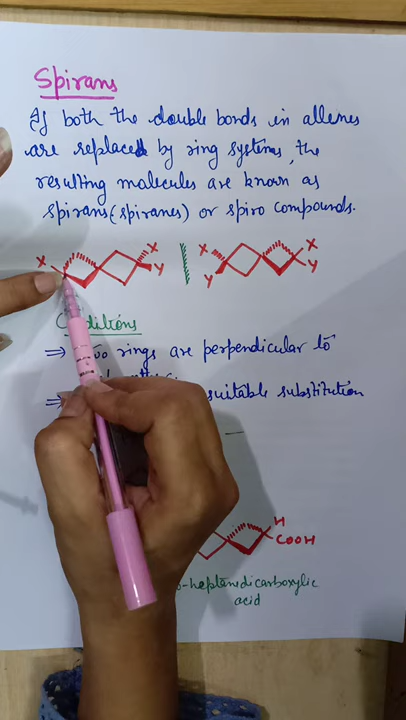 Spirans
If both the double bonds in allenes
are replaced by ring systems, the
resulting molecules are known as
spirans (spiranes) or spiro compounds.
X X X X
Y Y Y
Conditions
⇒ rings are perpendicular to
⇒ suitable substitution
H
COOH
-heptanedicarboxylic
acid